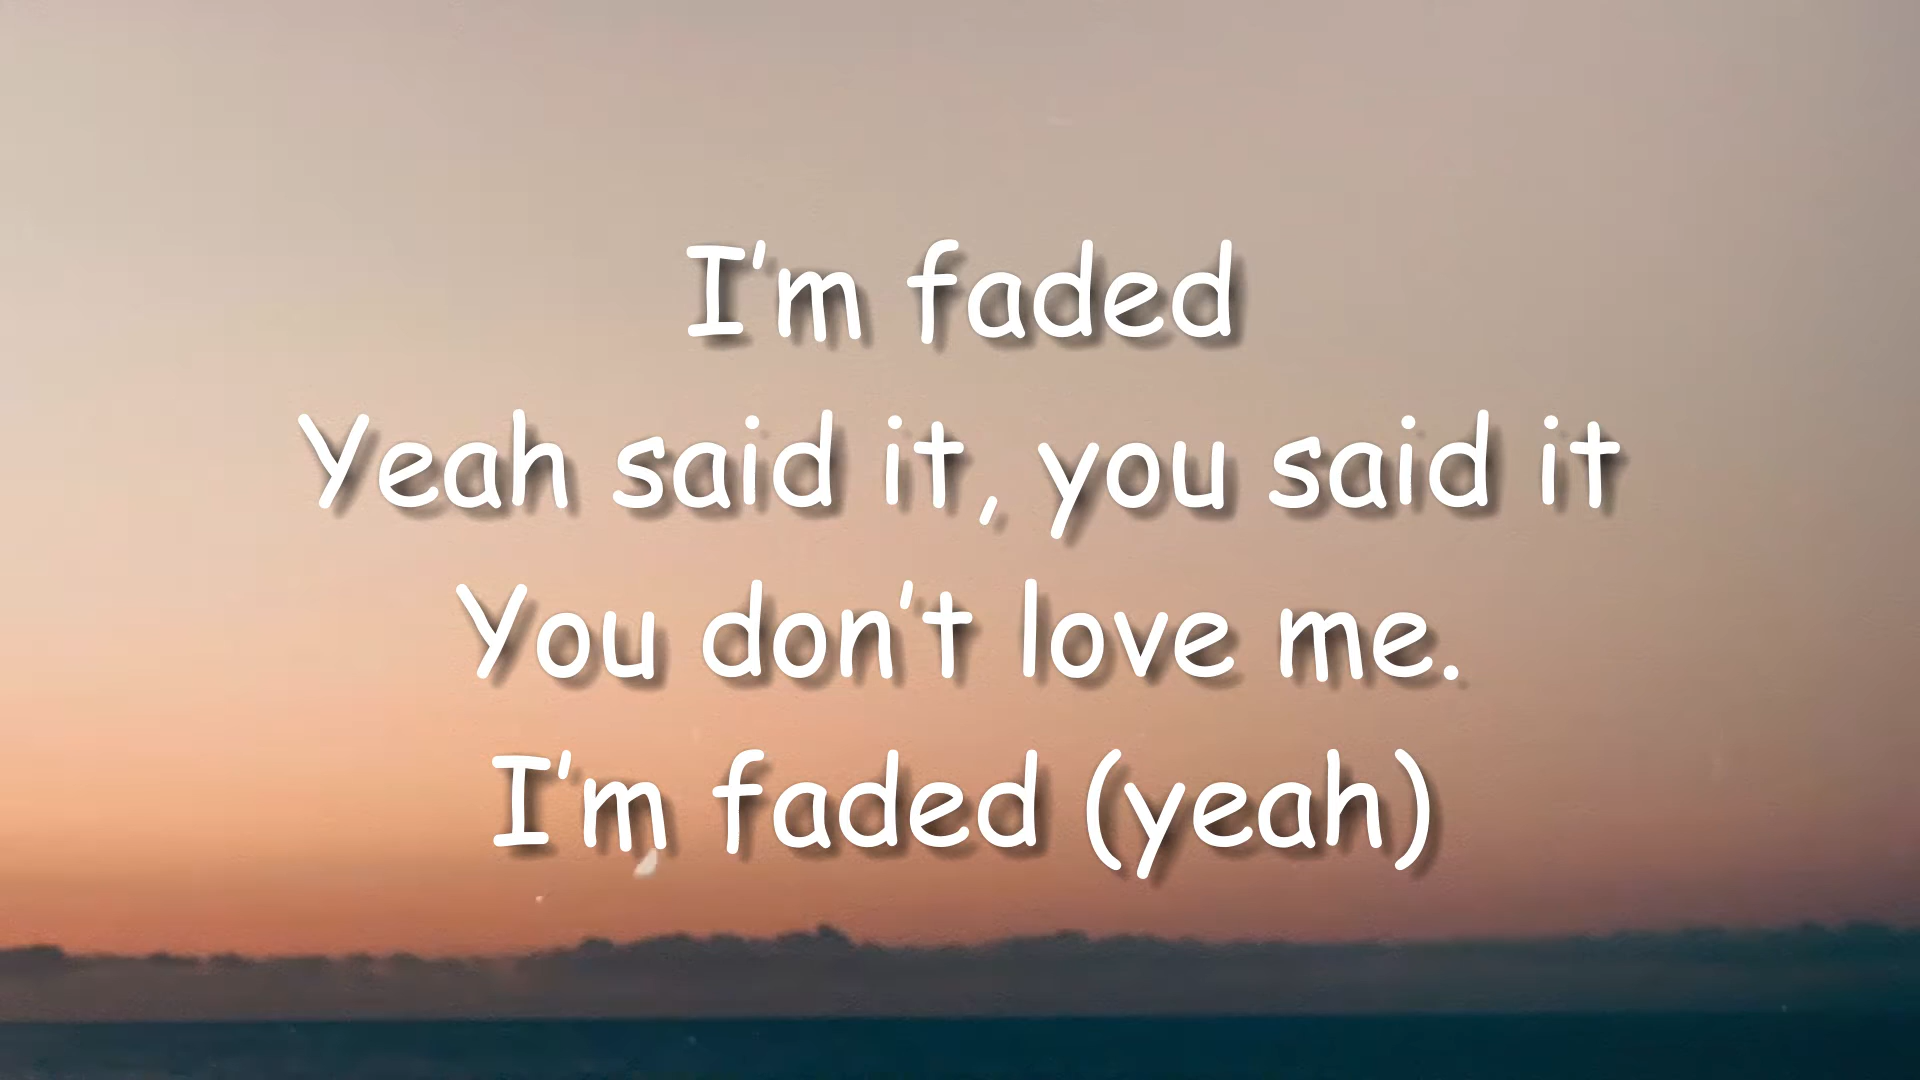 I’m faded
Yeah said it, you said it
You don’t love me.
I’m faded (yeah)